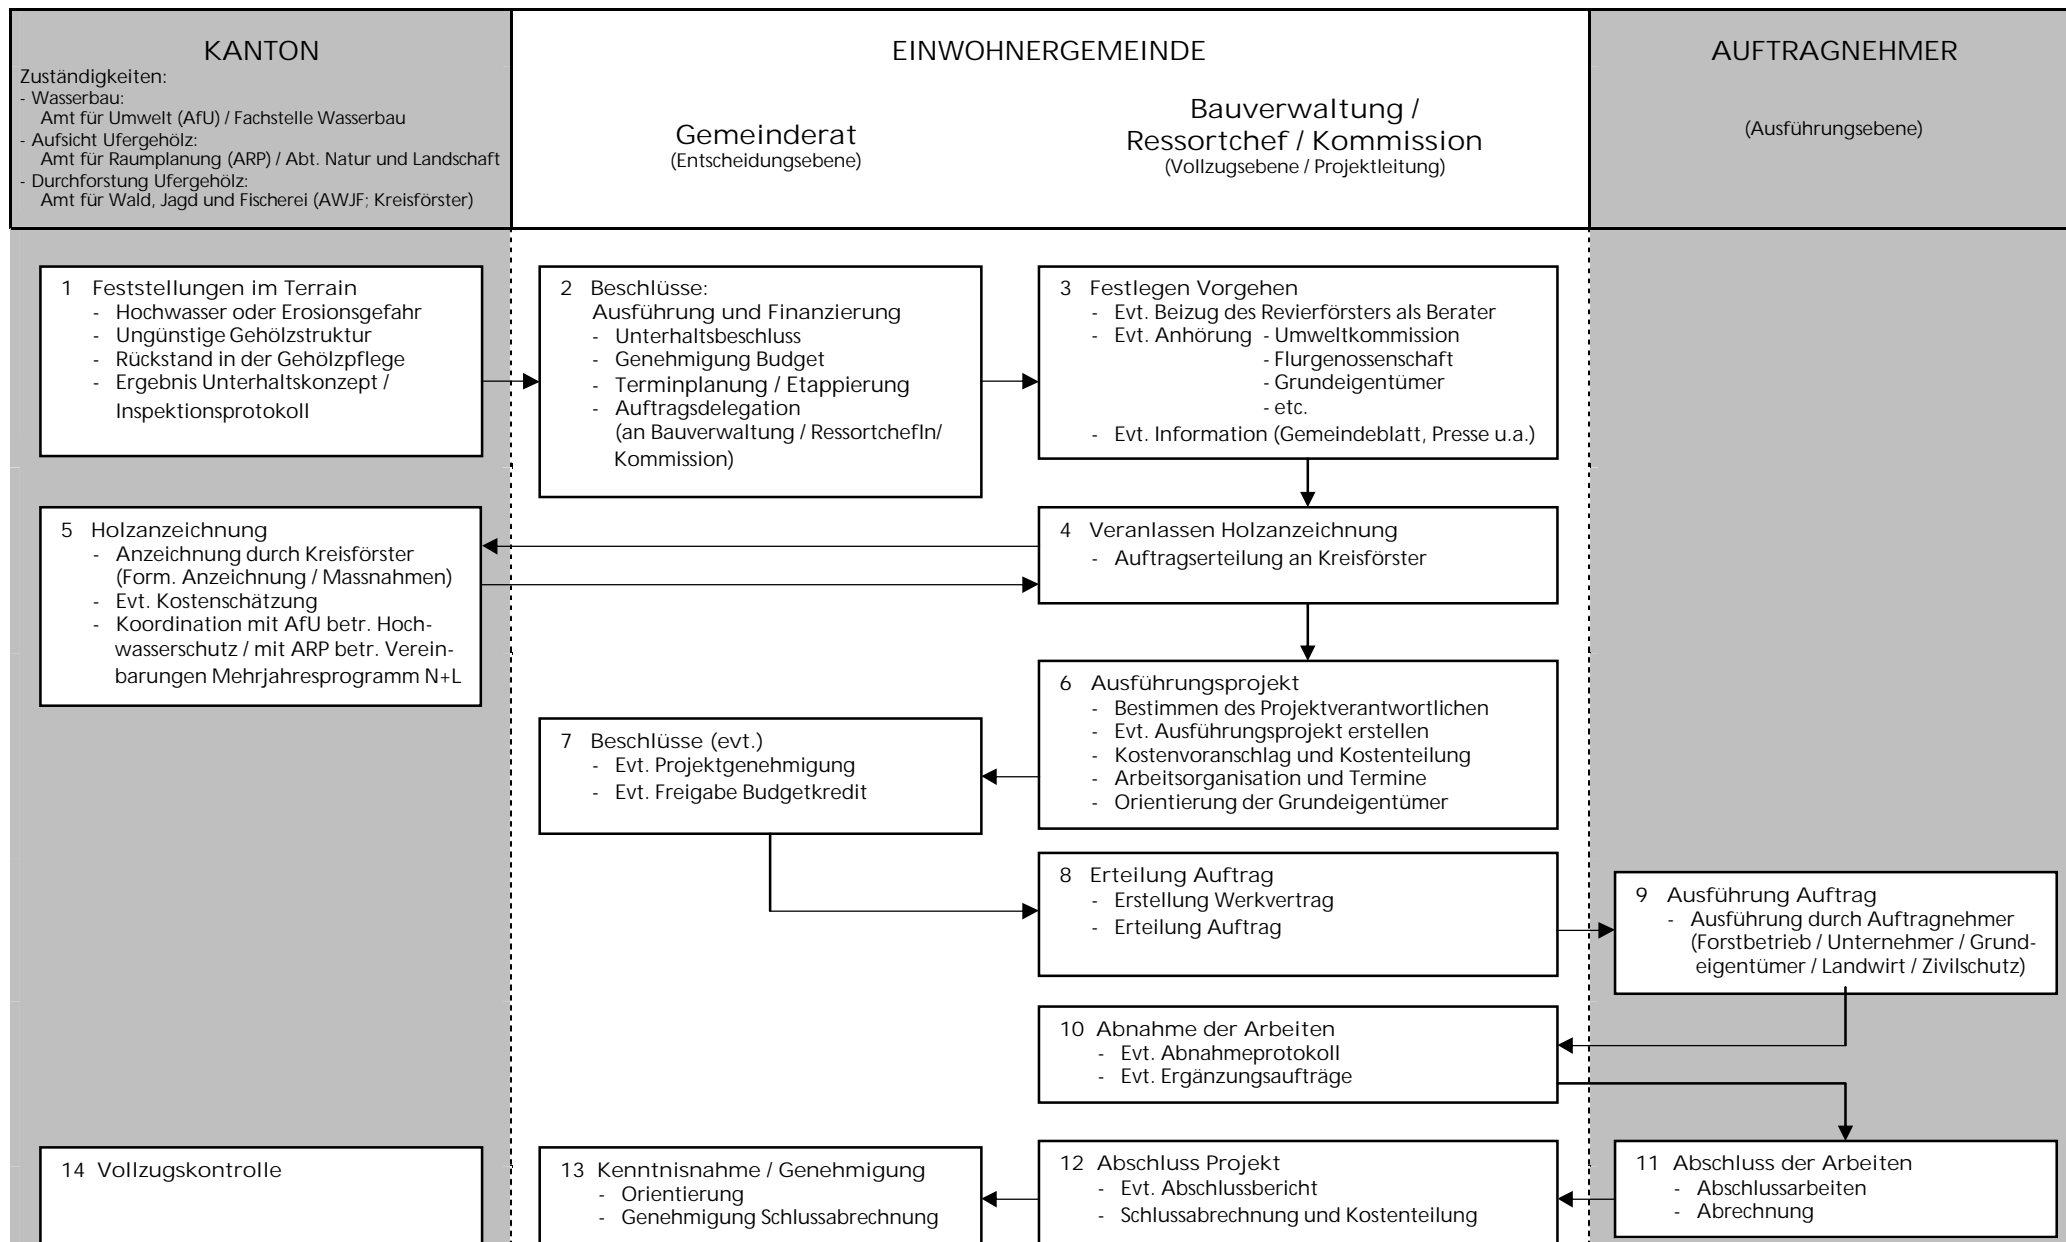 KANTON
Zuständigkeiten:
- Wasserbau:
Amt für Umwelt (AfU) / Fachstelle Wasserbau
- Aufsicht Ufergehölz:
Amt für Raumplanung (ARP) / Abt. Natur und Landschaft
- Durchforstung Ufergehölz:
Amt für Wald, Jagd und Fischerei (AWJF; Kreisförster)
EINWOHNERGEMEINDE
Gemeinderat
(Entscheidungsebene)
Bauverwaltung /
Ressortchef / Kommission
(Vollzugsebene / Projektleitung)
AUFTRAGNEHMER
(Ausführungsebene)
1 Feststellungen im Terrain
- Hochwasser oder Erosionsgefahr
- Ungünstige Gehölzstruktur
- Rückstand in der Gehölzpflege
- Ergebnis Unterhaltskonzept /
Inspektionsprotokoll
2 Beschlüsse:
Ausführung und Finanzierung
- Unterhaltsbeschluss
- Genehmigung Budget
- Terminplanung / Etappierung
- Auftragsdelegation
(an Bauverwaltung / RessortchefIn/
Kommission)
3 Festlegen Vorgehen
- Evt. Beizug des Revierförsters als Berater
- Evt. Anhörung - Umweltkommission
- Flurgenossenschaft
- Grundeigentümer
- etc.
- Evt. Information (Gemeindeblatt, Presse u.a.)
4 Veranlassen Holzanzeichnung
- Auftragserteilung an Kreisförster
5 Holzanzeichnung
- Anzeichnung durch Kreisförster
(Form. Anzeichnung / Massnahmen)
- Evt. Kostenschätzung
- Koordination mit AfU betr. Hoch-
wasserschutz / mit ARP betr. Verein-
barungen Mehrjahresprogramm N+L
6 Ausführungsprojekt
- Bestimmen des Projektverantwortlichen
- Evt. Ausführungsprojekt erstellen
- Kostenvoranschlag und Kostenteilung
- Arbeitsorganisation und Termine
- Orientierung der Grundeigentümer
7 Beschlüsse (evt.)
- Evt. Projektgenehmigung
- Evt. Freigabe Budgetkredit
8 Erteilung Auftrag
- Erstellung Werkvertrag
- Erteilung Auftrag
9 Ausführung Auftrag
- Ausführung durch Auftragnehmer
(Forstbetrieb / Unternehmer / Grund-
eigentümer / Landwirt / Zivilschutz)
10 Abnahme der Arbeiten
- Evt. Abnahmeprotokoll
- Evt. Ergänzungsaufträge
11 Abschluss der Arbeiten
- Abschlussarbeiten
- Abrechnung
12 Abschluss Projekt
- Evt. Abschlussbericht
- Schlussabrechnung und Kostenteilung
13 Kenntnisnahme / Genehmigung
- Orientierung
- Genehmigung Schlussabrechnung
14 Vollzugskontrolle